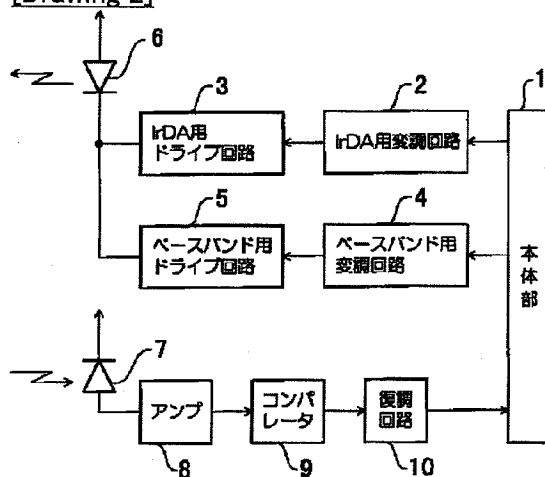 [Drawing 2]
6
3
2
1
IrDA用
ドライブ回路
IrDA用変調回路
5
4
ベースバンド用
ドライブ回路
ベースバンド用
変調回路
本体部
7
アンプ
コンパ
レータ
復調
回路
8
9
10